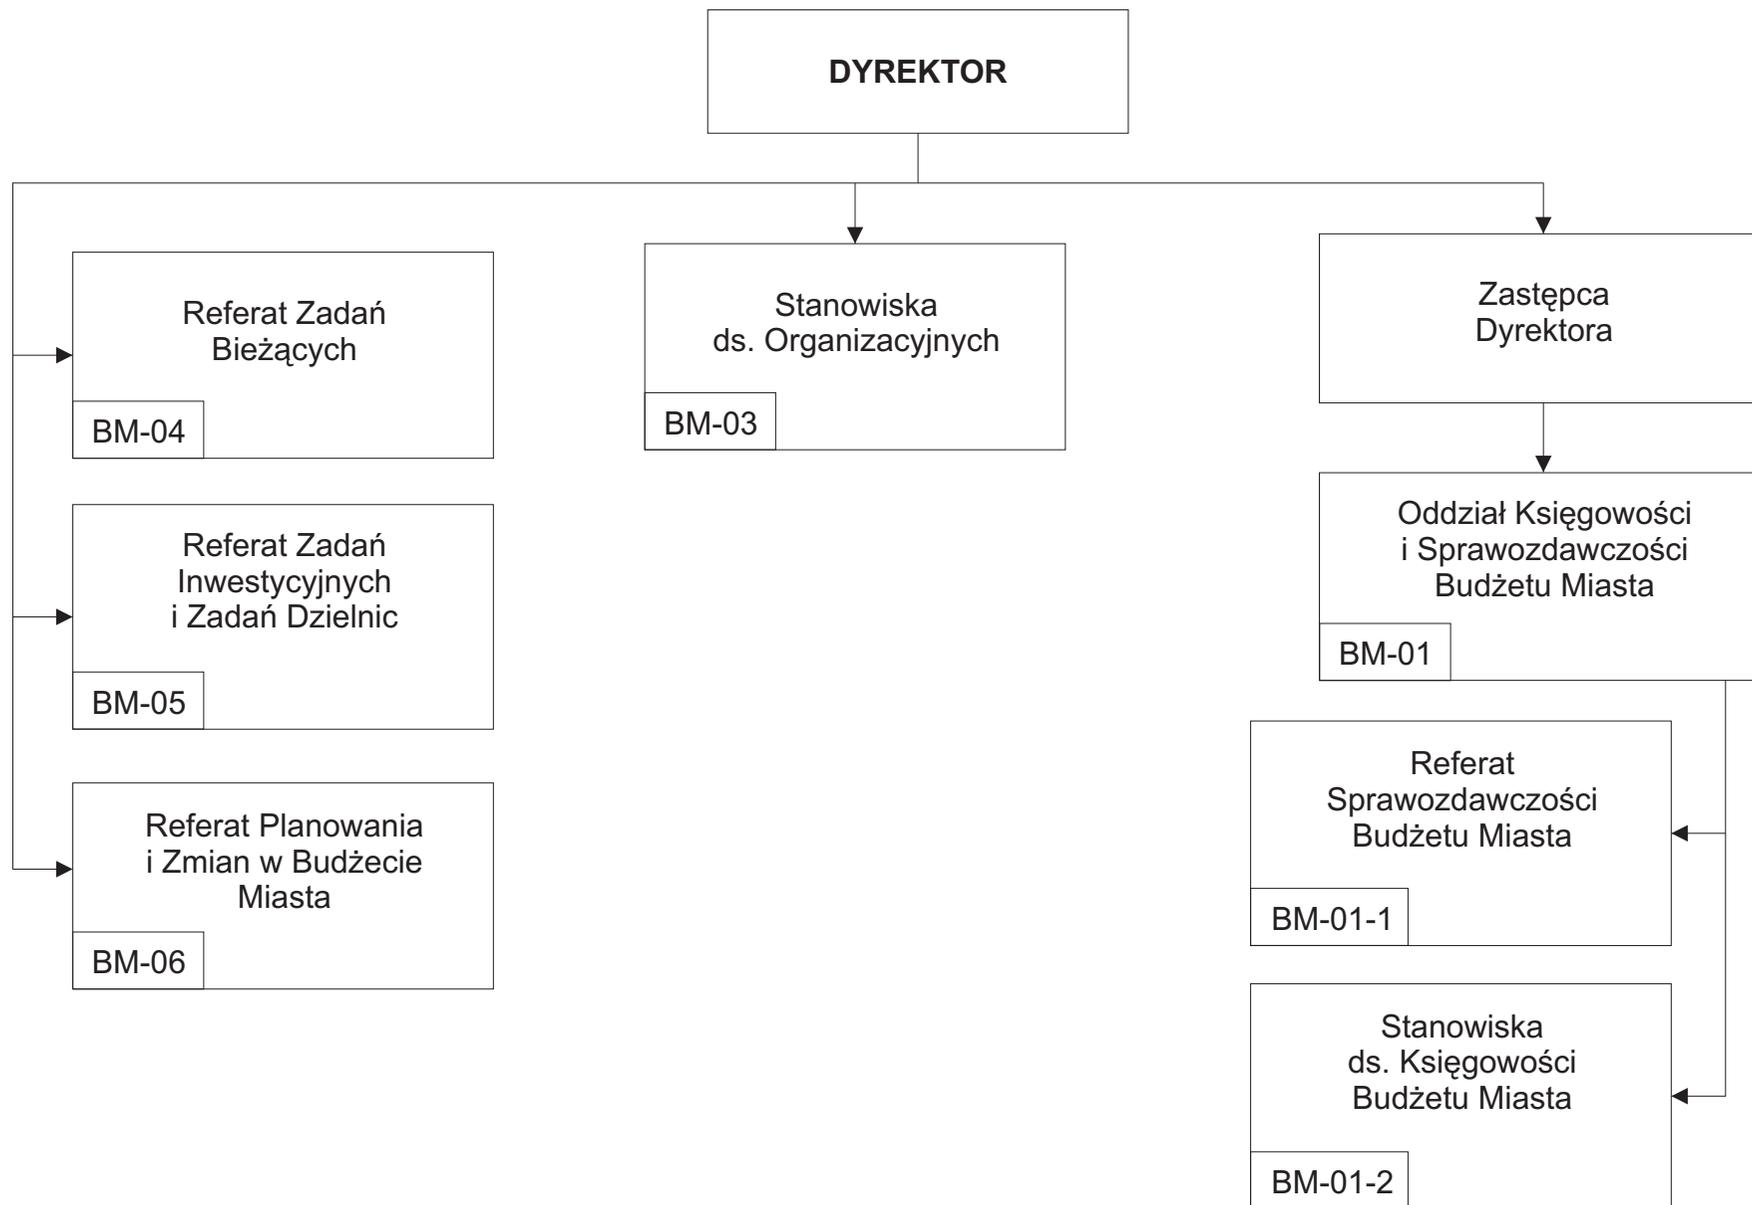 DYREKTOR
Referat Zadań
Bieżących
BM-04
Stanowiska
ds. Organizacyjnych
BM-03
Zastępca
Dyrektora
Referat Zadań
Inwestycyjnych
i Zadań Dzielnic
BM-05
Oddział Księgowości
i Sprawozdawczości
Budżetu Miasta
BM-01
Referat Planowania
i Zmian w Budżecie
Miasta
BM-06
Referat
Sprawozdawczości
Budżetu Miasta
BM-01-1
Stanowiska
ds. Księgowości
Budżetu Miasta
BM-01-2